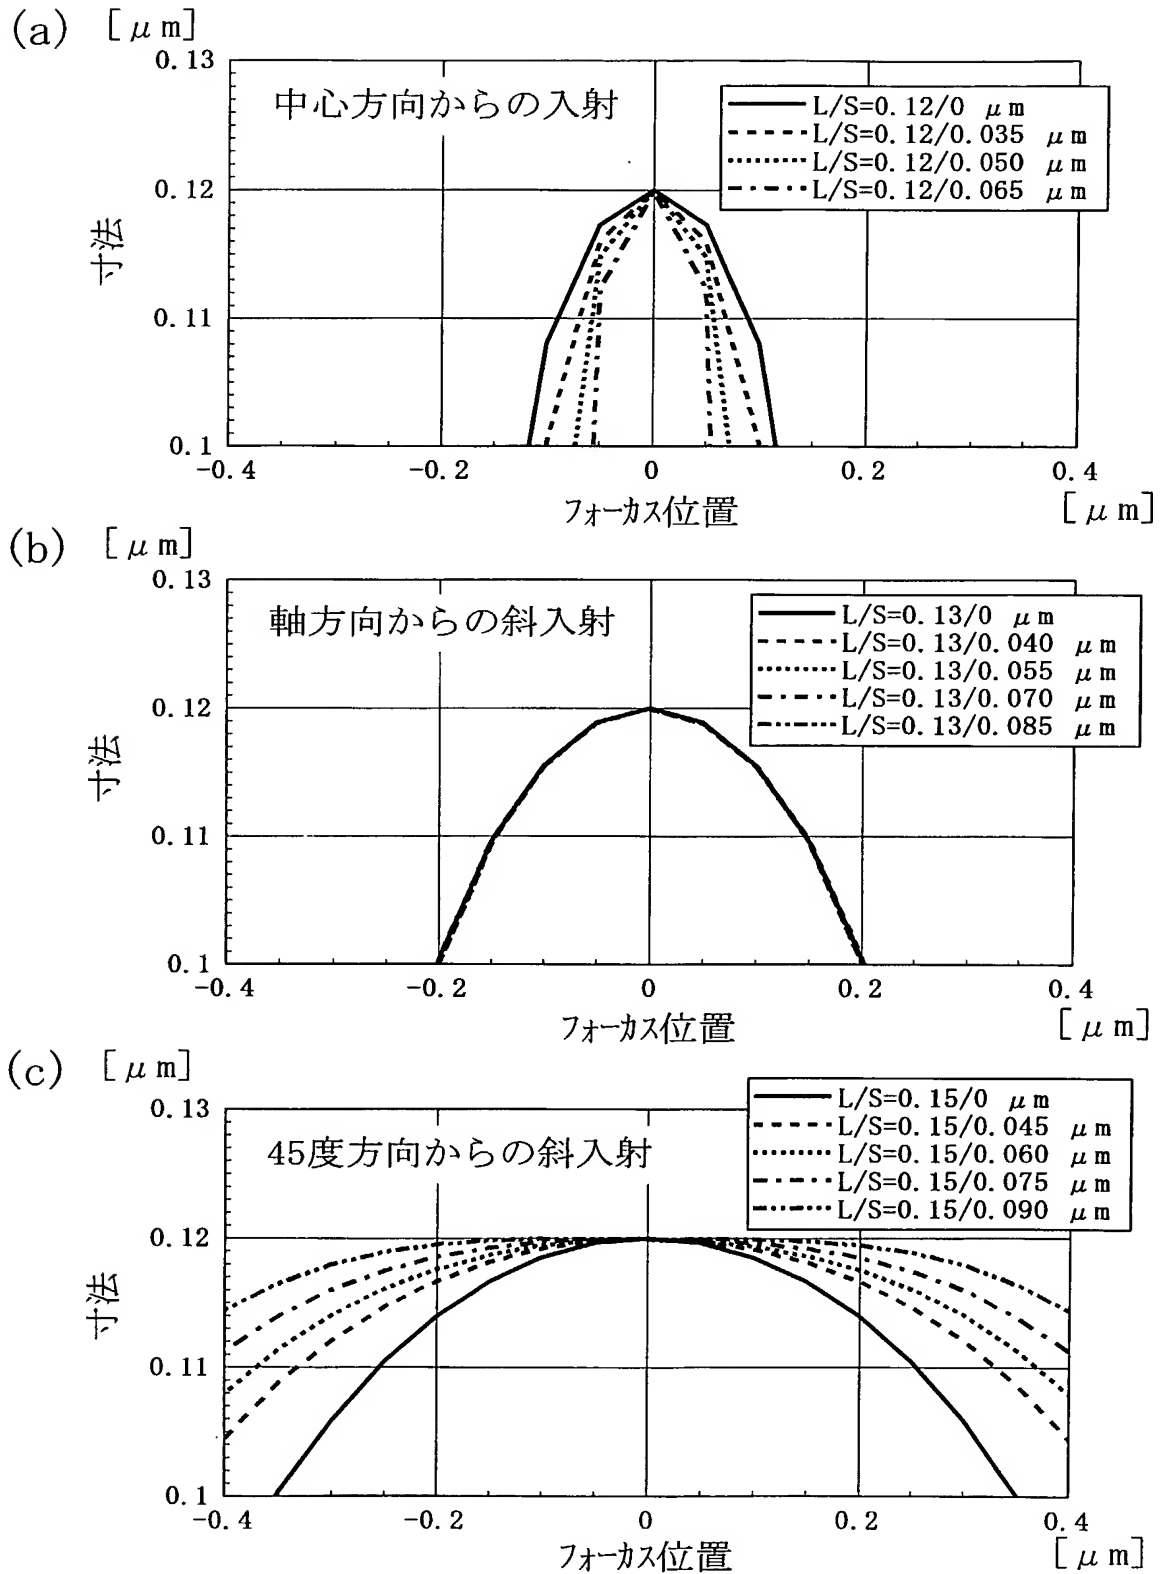 (a) [μm]
0.13
中心方向からの入射
L/S=0.12/0 μm
L/S=0.12/0.035 μm
L/S=0.12/0.050 μm
L/S=0.12/0.065 μm
0.12
寸法
0.11
0.1
-0.4 -0.2 0 0.2 0.4
フォーカス位置 [μm]
(b) [μm]
0.13
軸方向からの斜入射
L/S=0.13/0 μm
L/S=0.13/0.040 μm
L/S=0.13/0.055 μm
L/S=0.13/0.070 μm
L/S=0.13/0.085 μm
0.12
寸法
0.11
0.1
-0.4 -0.2 0 0.2 0.4
フォーカス位置 [μm]
(c) [μm]
0.13
45度方向からの斜入射
L/S=0.15/0 μm
L/S=0.15/0.045 μm
L/S=0.15/0.060 μm
L/S=0.15/0.075 μm
L/S=0.15/0.090 μm
0.12
寸法
0.11
0.1
-0.4 -0.2 0 0.2 0.4
フォーカス位置 [μm]